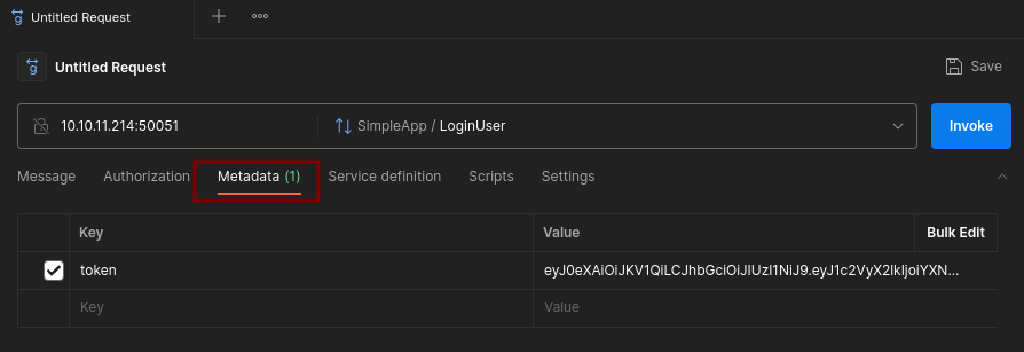 Untitled Request
Untitled Request
Save
10.10.11.214:50051
SimpleApp / LoginUser
Invoke
Message Authorization Metadata (1) Service definition Scripts Settings
Key Value Bulk Edit
token eyJ0eXAiOiJKV1QiLCJhbGciOiJIUzI1NiJ9.eyJ1c2VyX2lkIjoiYXN...
Key Value